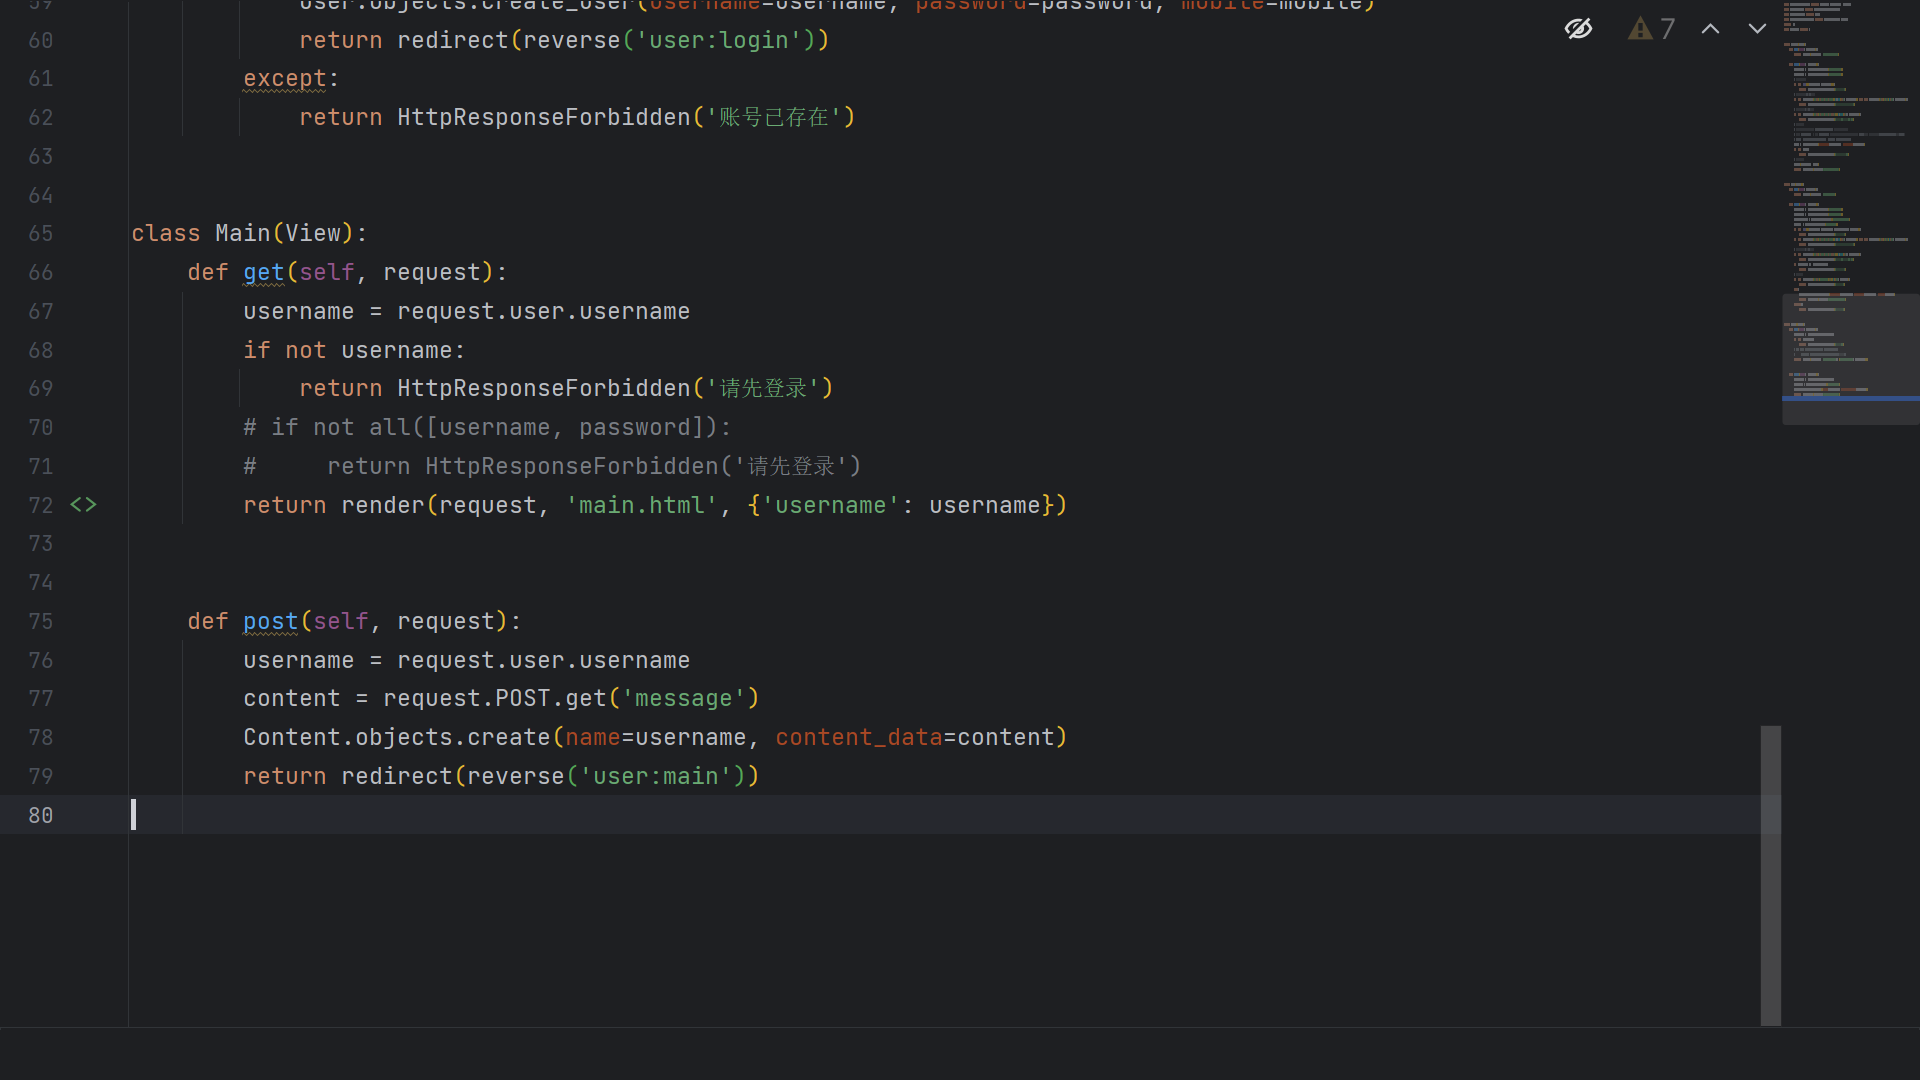 59 User.objects.create_user(username=username, password=password, mobile=mobile)
60 return redirect(reverse('user:login'))
7
61 except:
62 return HttpResponseForbidden('账号已存在')
63
64
65 class Main(View):
66 def get(self, request):
67 username = request.user.username
68 if not username:
69 return HttpResponseForbidden('请先登录')
70 # if not all([username, password]):
71 #     return HttpResponseForbidden('请先登录')
72 <> return render(request, 'main.html', {'username': username})
73
74
75 def post(self, request):
76 username = request.user.username
77 content = request.POST.get('message')
78 Content.objects.create(name=username, content_data=content)
79 return redirect(reverse('user:main'))
80